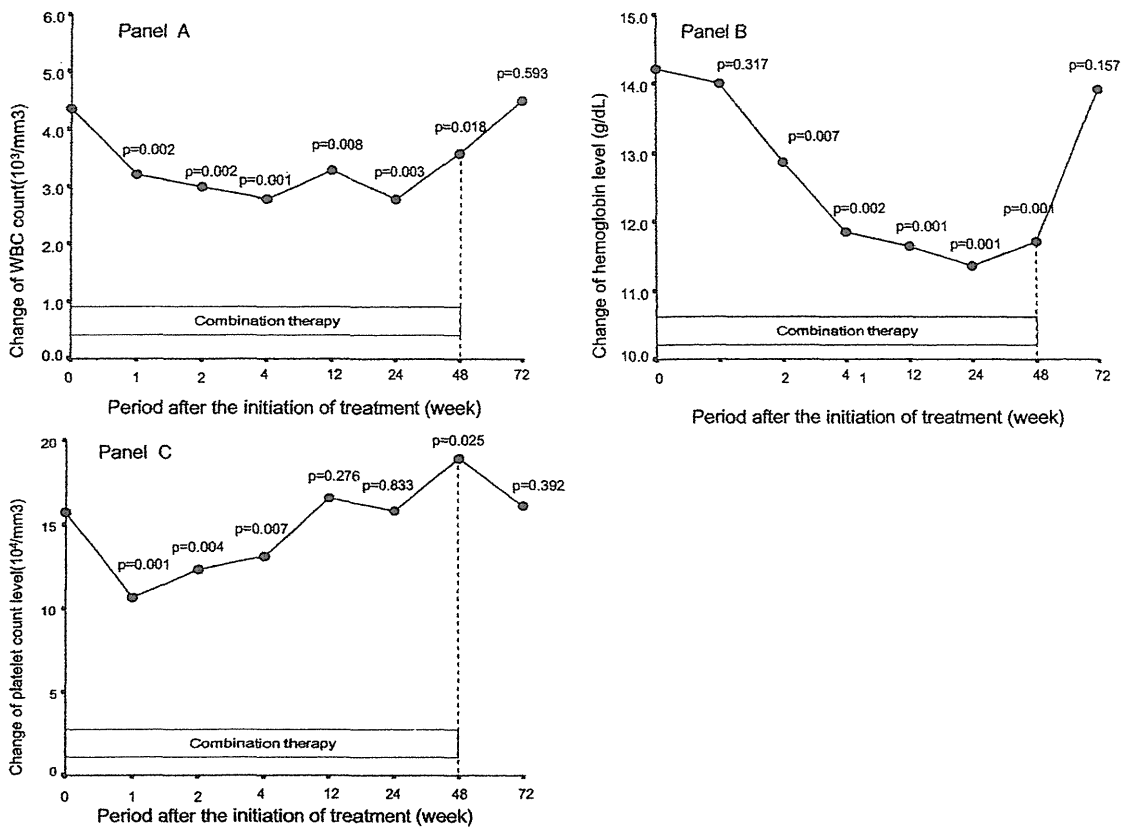 Panel A
6.0
5.0
4.0
3.0
2.0
1.0
0.0
Change of WBC count(10³/mm3)
p=0.002
p=0.002
p=0.001
p=0.008
p=0.003
p=0.018
p=0.593
Combination therapy
0 1 2 4 12 24 48 72
Period after the initiation of treatment (week)
Panel B
15.0
14.0
13.0
12.0
11.0
10.0
Change of hemoglobin level (g/dL)
p=0.317
p=0.007
p=0.002
p=0.001
p=0.001
p=0.001
p=0.157
Combination therapy
0 1 2 4 12 24 48 72
Period after the initiation of treatment (week)
Panel C
20
15
10
5
0
Change of platelet count level(10⁴/mm3)
p=0.001
p=0.004
p=0.007
p=0.276
p=0.833
p=0.025
p=0.392
Combination therapy
0 1 2 4 12 24 48 72
Period after the initiation of treatment (week)